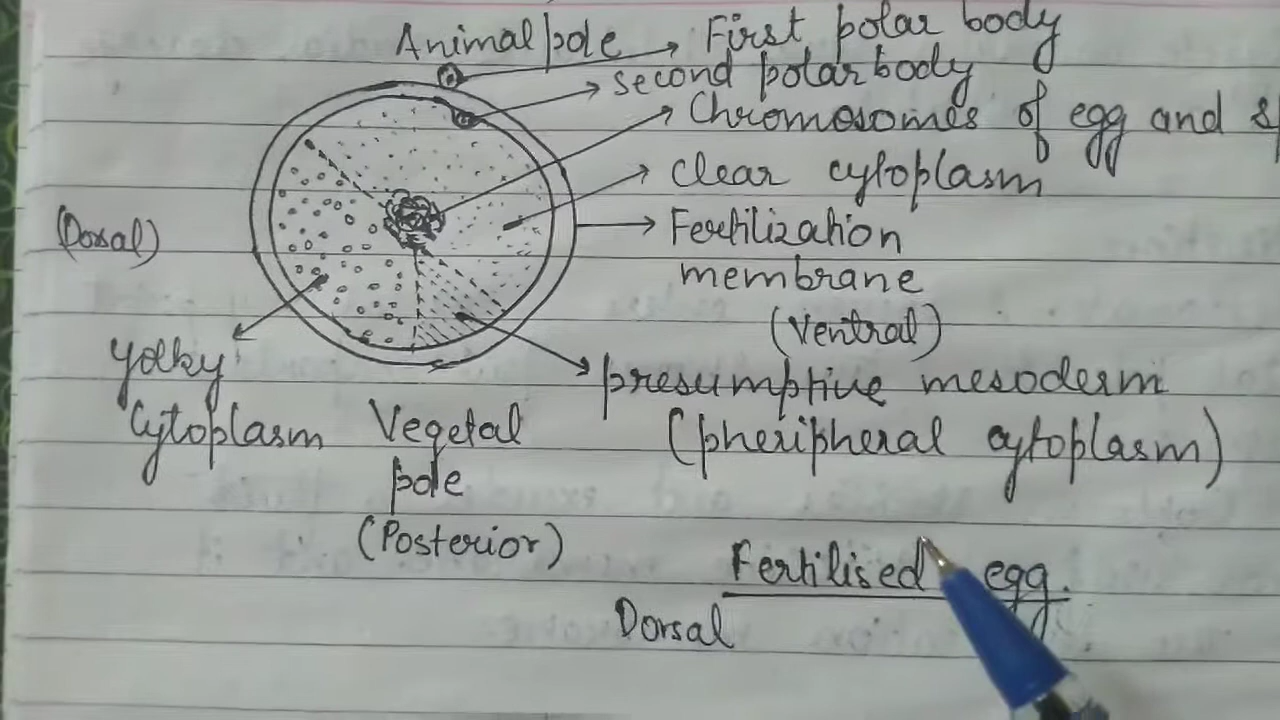 Animal pole
First polar body
second polar body
Chromosomes of egg and
clear cytoplasm
(Dorsal)
Fertilization
membrane
(Ventral)
yolky
Cytoplasm
presumptive mesoderm
(pheripheral cytoplasm)
Vegetal
pole
(Posterior)
Fertilised egg.
Dorsal